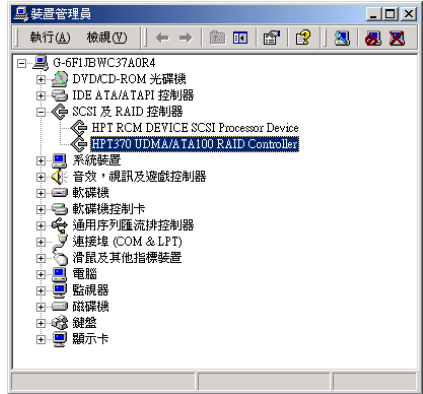 裝置管理員
執行(A) 檢視(V)
G-6F1JBWC37A0R4
DVD/CD-ROM 光碟機
IDE ATA/ATAPI 控制器
SCSI 及 RAID 控制器
HPT RCM DEVICE SCSI Processor Device
HPT370 UDMA/ATA100 RAID Controller
系統裝置
音效，視訊及遊戲控制器
軟碟機
軟碟機控制卡
通用序列匯流排控制器
連接埠 (COM & LPT)
滑鼠及其他指標裝置
電腦
監視器
磁碟機
鍵盤
顯示卡